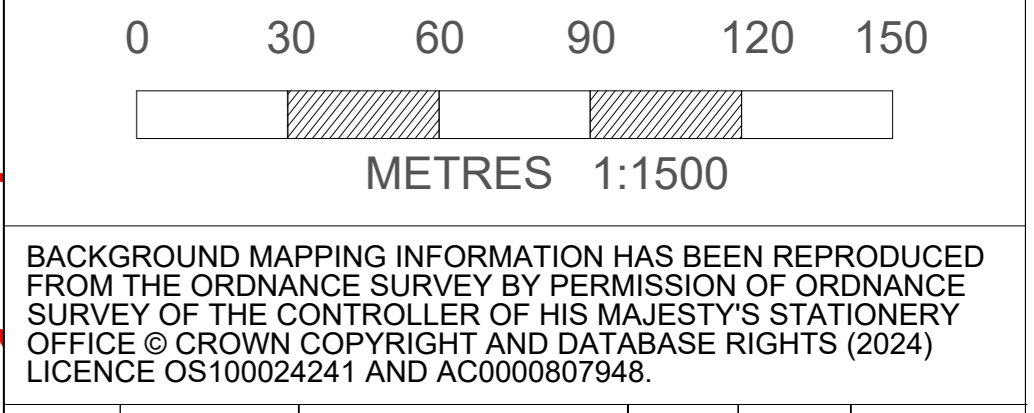 0 30 60 90 120 150
METRES 1:1500
BACKGROUND MAPPING INFORMATION HAS BEEN REPRODUCED
FROM THE ORDNANCE SURVEY BY PERMISSION OF ORDNANCE
SURVEY OF THE CONTROLLER OF HIS MAJESTY'S STATIONERY
OFFICE © CROWN COPYRIGHT AND DATABASE RIGHTS (2024)
LICENCE OS100024241 AND AC0000807948.